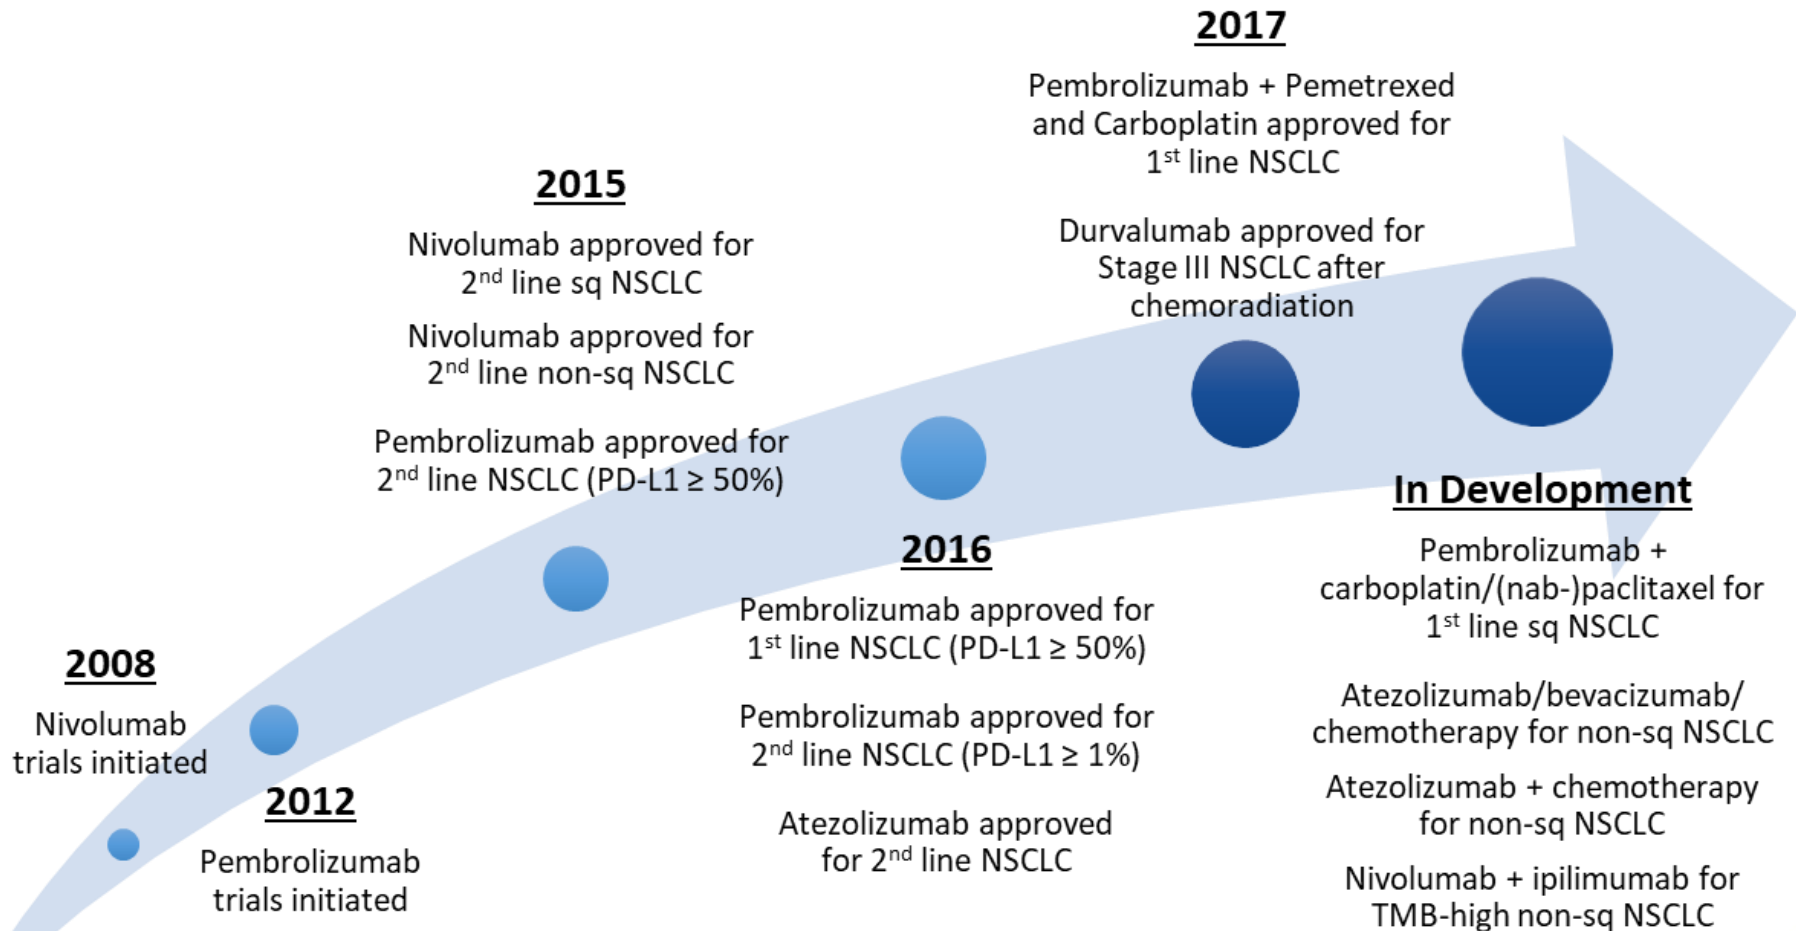 2008
Nivolumab
trials initiated
2012
Pembrolizumab
trials initiated
2015
Nivolumab approved for
2nd line sq NSCLC
Nivolumab approved for
2nd line non-sq NSCLC
Pembrolizumab approved for
2nd line NSCLC (PD-L1 ≥ 50%)
2016
Pembrolizumab approved for
1st line NSCLC (PD-L1 ≥ 50%)
Pembrolizumab approved for
2nd line NSCLC (PD-L1 ≥ 1%)
Atezolizumab approved
for 2nd line NSCLC
2017
Pembrolizumab + Pemetrexed
and Carboplatin approved for
1st line NSCLC
Durvalumab approved for
Stage III NSCLC after
chemoradiation
In Development
Pembrolizumab +
carboplatin/(nab-)paclitaxel for
1st line sq NSCLC
Atezolizumab/bevacizumab/
chemotherapy for non-sq NSCLC
Atezolizumab + chemotherapy
for non-sq NSCLC
Nivolumab + ipilimumab for
TMB-high non-sq NSCLC